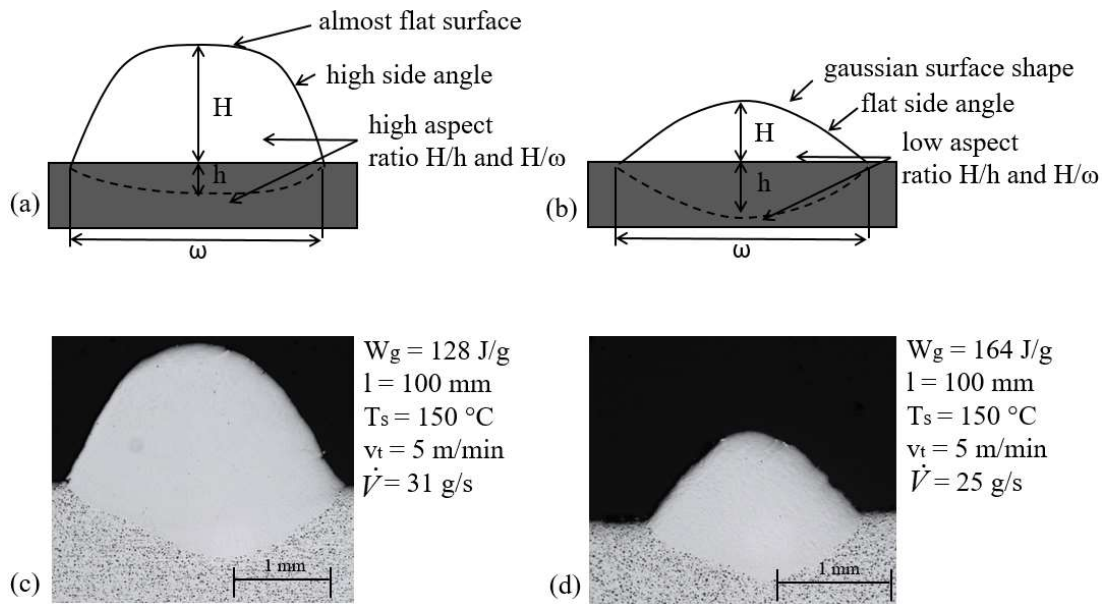 almost flat surface
high side angle
H
high aspect
ratio H/h and H/ω
h
(a)
ω
gaussian surface shape
flat side angle
H
low aspect
ratio H/h and H/ω
h
(b)
ω
Wg = 128 J/g
l = 100 mm
Ts = 150 °C
vt = 5 m/min
V̇ = 31 g/s
1 mm
(c)
Wg = 164 J/g
l = 100 mm
Ts = 150 °C
vt = 5 m/min
V̇ = 25 g/s
1 mm
(d)